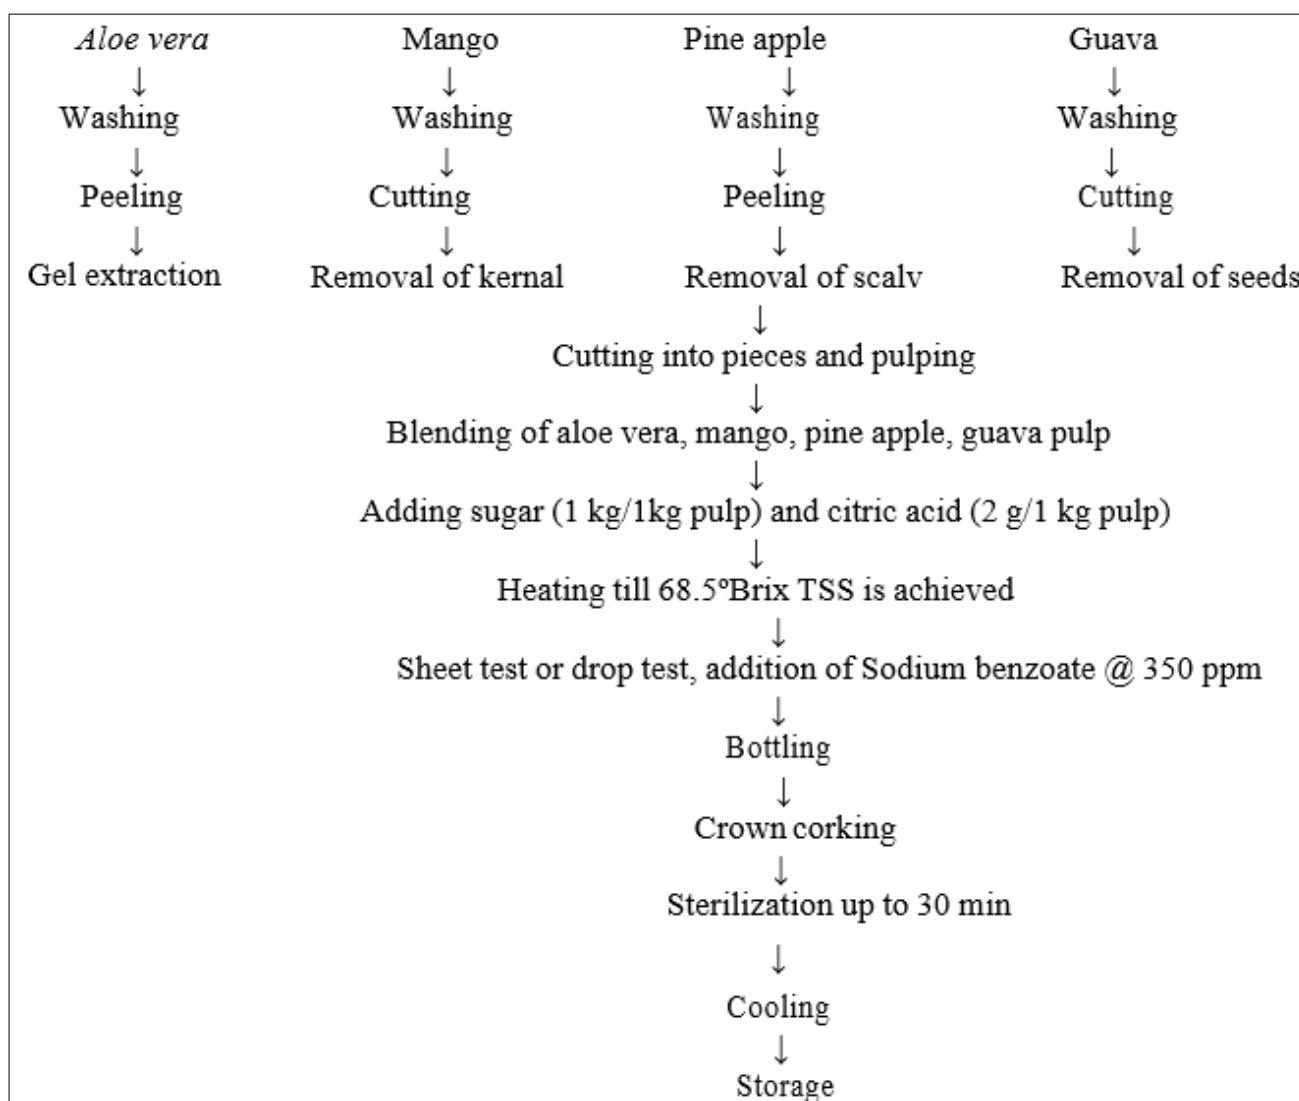 Aloe vera Mango Pine apple Guava
↓ ↓ ↓ ↓
Washing Washing Washing Washing
↓ ↓ ↓ ↓
Peeling Cutting Peeling Cutting
↓ ↓ ↓ ↓
Gel extraction Removal of kernal Removal of scalv Removal of seeds
↓
Cutting into pieces and pulping
↓
Blending of aloe vera, mango, pine apple, guava pulp
↓
Adding sugar (1 kg/1kg pulp) and citric acid (2 g/1 kg pulp)
↓
Heating till 68.5ºBrix TSS is achieved
↓
Sheet test or drop test, addition of Sodium benzoate @ 350 ppm
↓
Bottling
↓
Crown corking
↓
Sterilization up to 30 min
↓
Cooling
↓
Storage